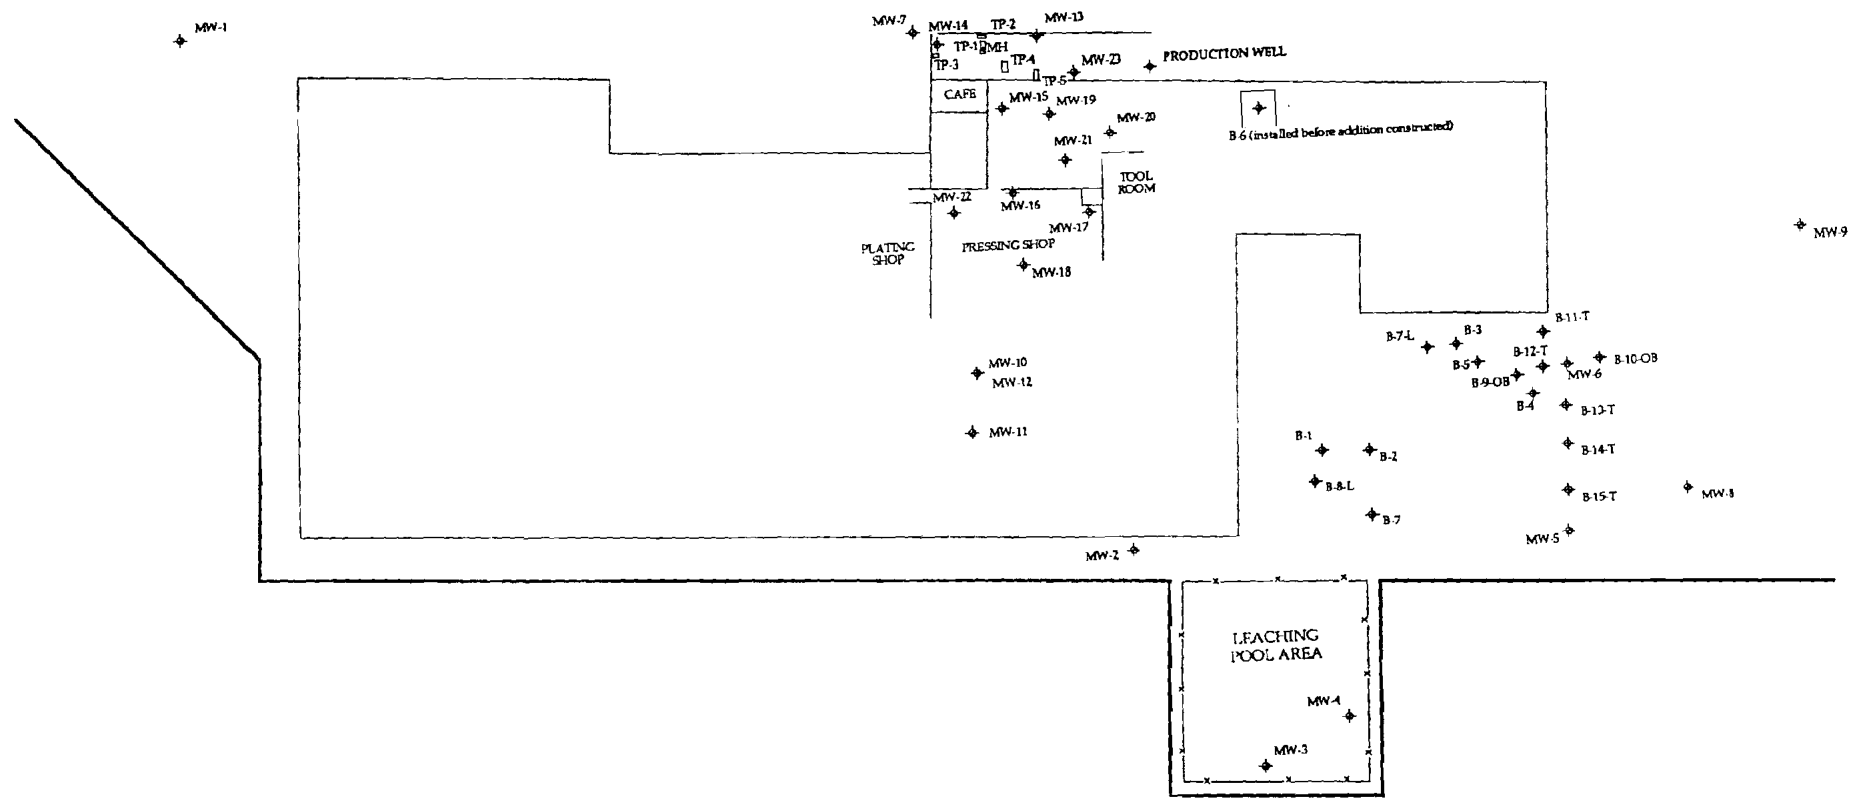 MW-1
MW-7
MW-14
TP-2
MW-13
TP-1
MH
TP-3
TP-4
MW-23
PRODUCTION WELL
TP-5
CAFE
MW-15
MW-19
MW-20
B-6 (installed before addition constructed)
MW-21
TOOL
ROOM
MW-22
MW-16
MW-17
MW-9
PLATING
SHOP
PRESSING SHOP
MW-18
B-11-T
B-7-L
B-3
B-12-T
B-5
B-10-OB
MW-10
MW-12
B-9-OB
MW-6
B-4
B-13-T
MW-11
B-1
B-2
B-14-T
B-8-L
B-15-T
MW-8
B-7
MW-5
MW-2
LEACHING
POOL AREA
MW-4
MW-3